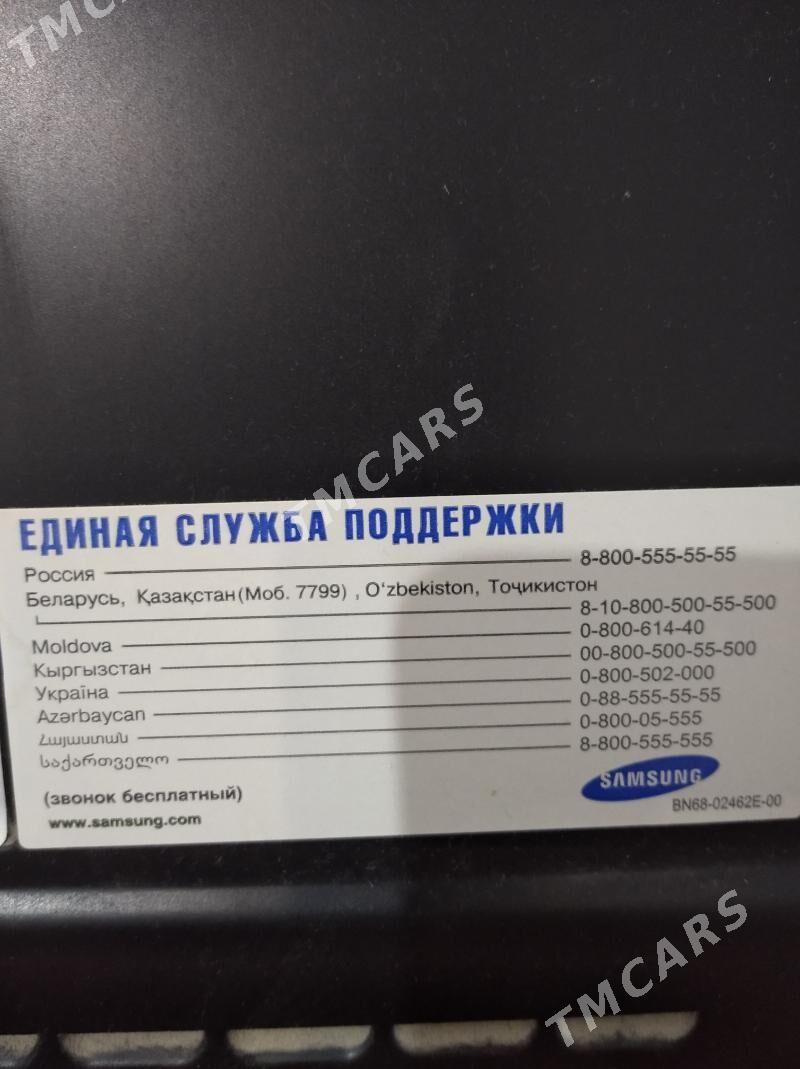 TMCARS
TMCARS
ЕДИНАЯ СЛУЖБА ПОДДЕРЖКИ
Россия 8-800-555-55-55
Беларусь, Қазақстан(Моб. 7799) , O'zbekiston, Тоҷикистон
8-10-800-500-55-500
Moldova 0-800-614-40
Кыргызстан 00-800-500-55-500
Україна 0-800-502-000
Azərbaycan 0-88-555-55-55
Հայաստան 0-800-05-555
საქართველო 8-800-555-555
(звонок бесплатный)
www.samsung.com
SAMSUNG
BN68-02462E-00
TMCARS